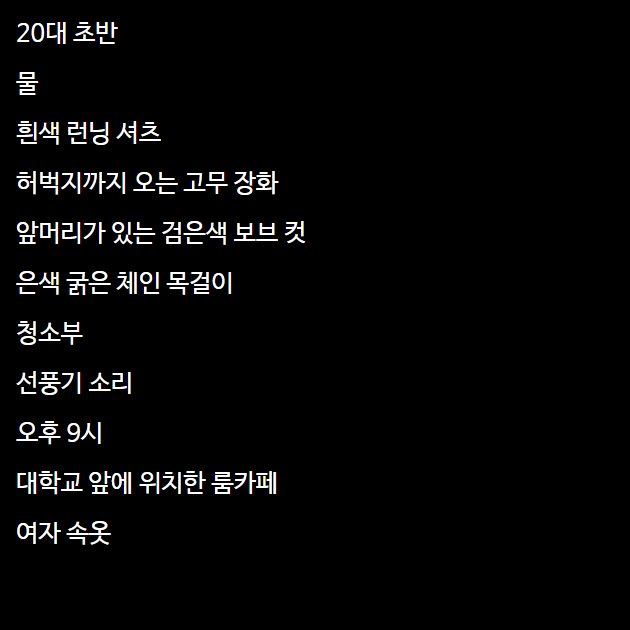 20대 초반
물
흰색 런닝 셔츠
허벅지까지 오는 고무 장화
앞머리가 있는 검은색 보브 컷
은색 굵은 체인 목걸이
청소부
선풍기 소리
오후 9시
대학교 앞에 위치한 룸카페
여자 속옷